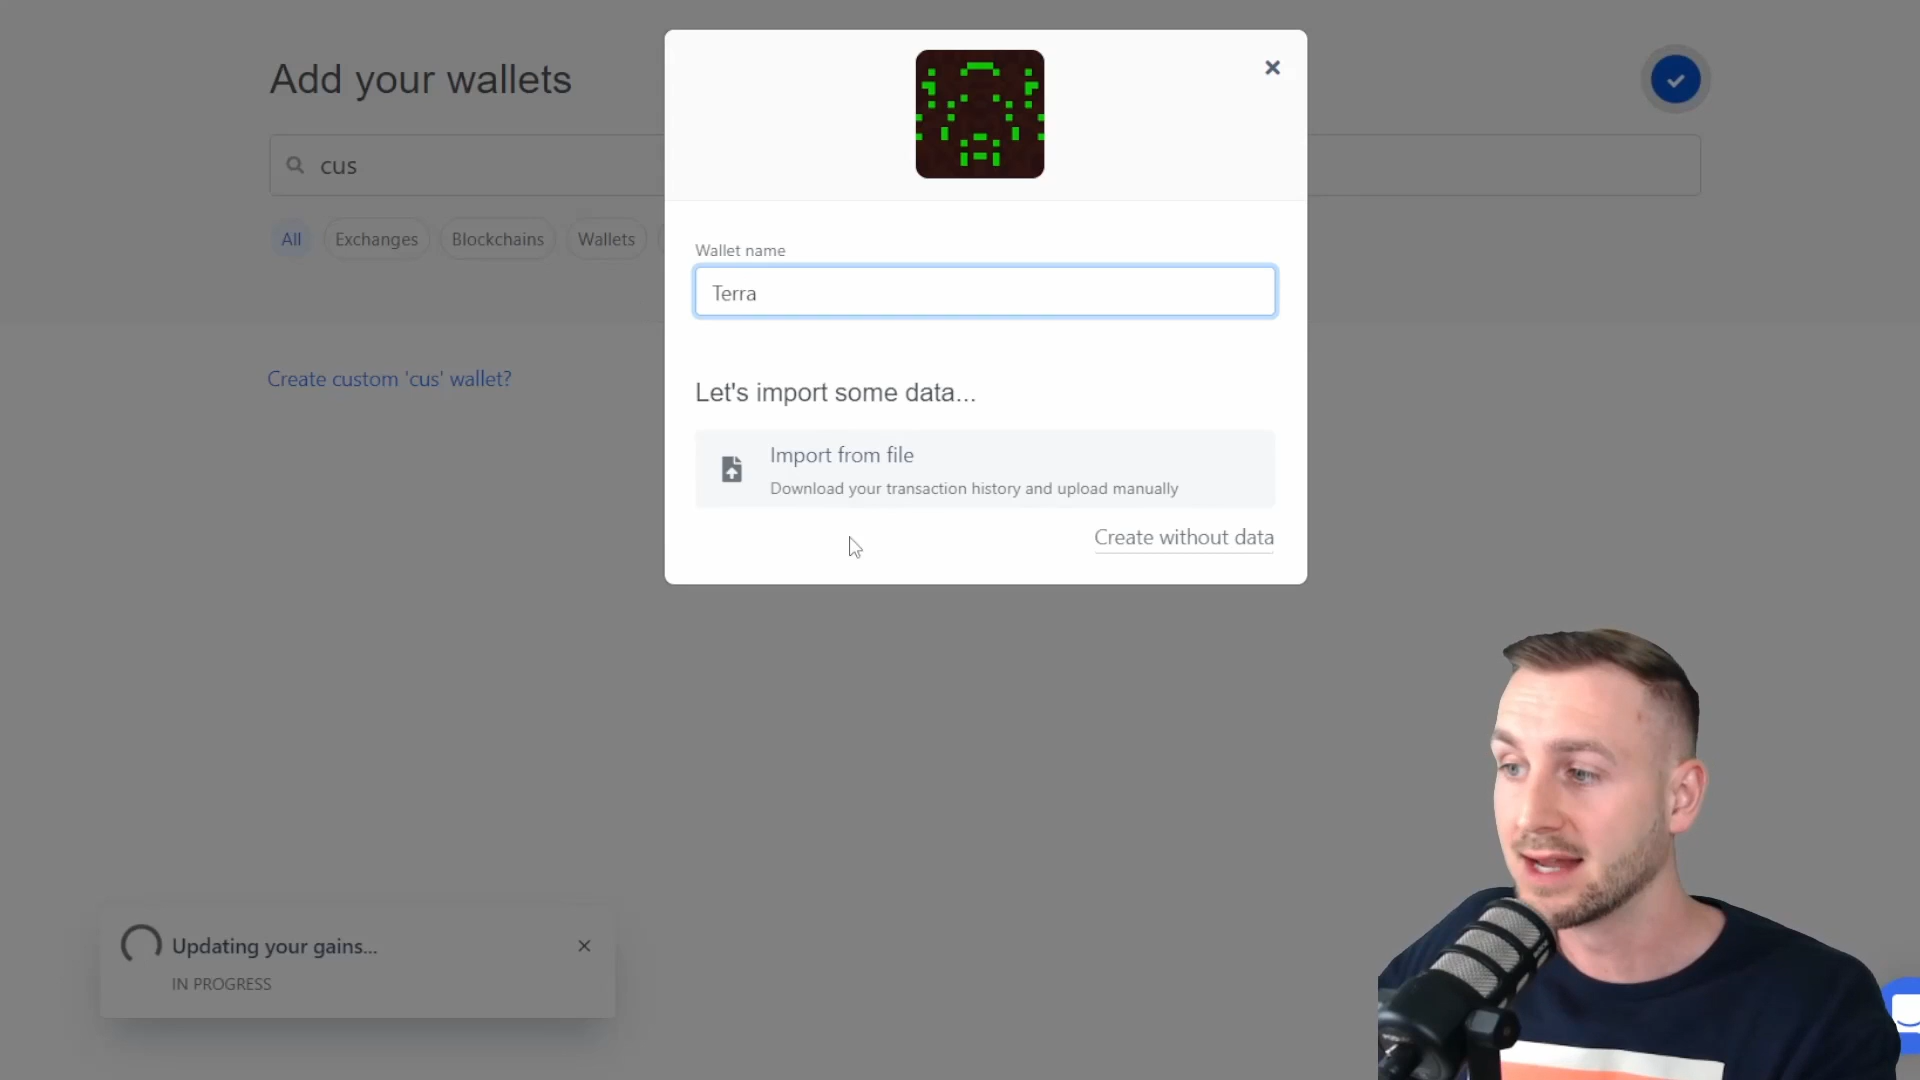 Add your wallets
cus
All
Exchanges
Blockchains
Wallets
Create custom 'cus' wallet?
Wallet name
Terra
Let's import some data...
Import from file
Download your transaction history and upload manually
Create without data
Updating your gains...
IN PROGRESS